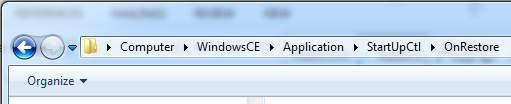 Computer WindowsCE Application StartUpCtl OnRestore
Organize